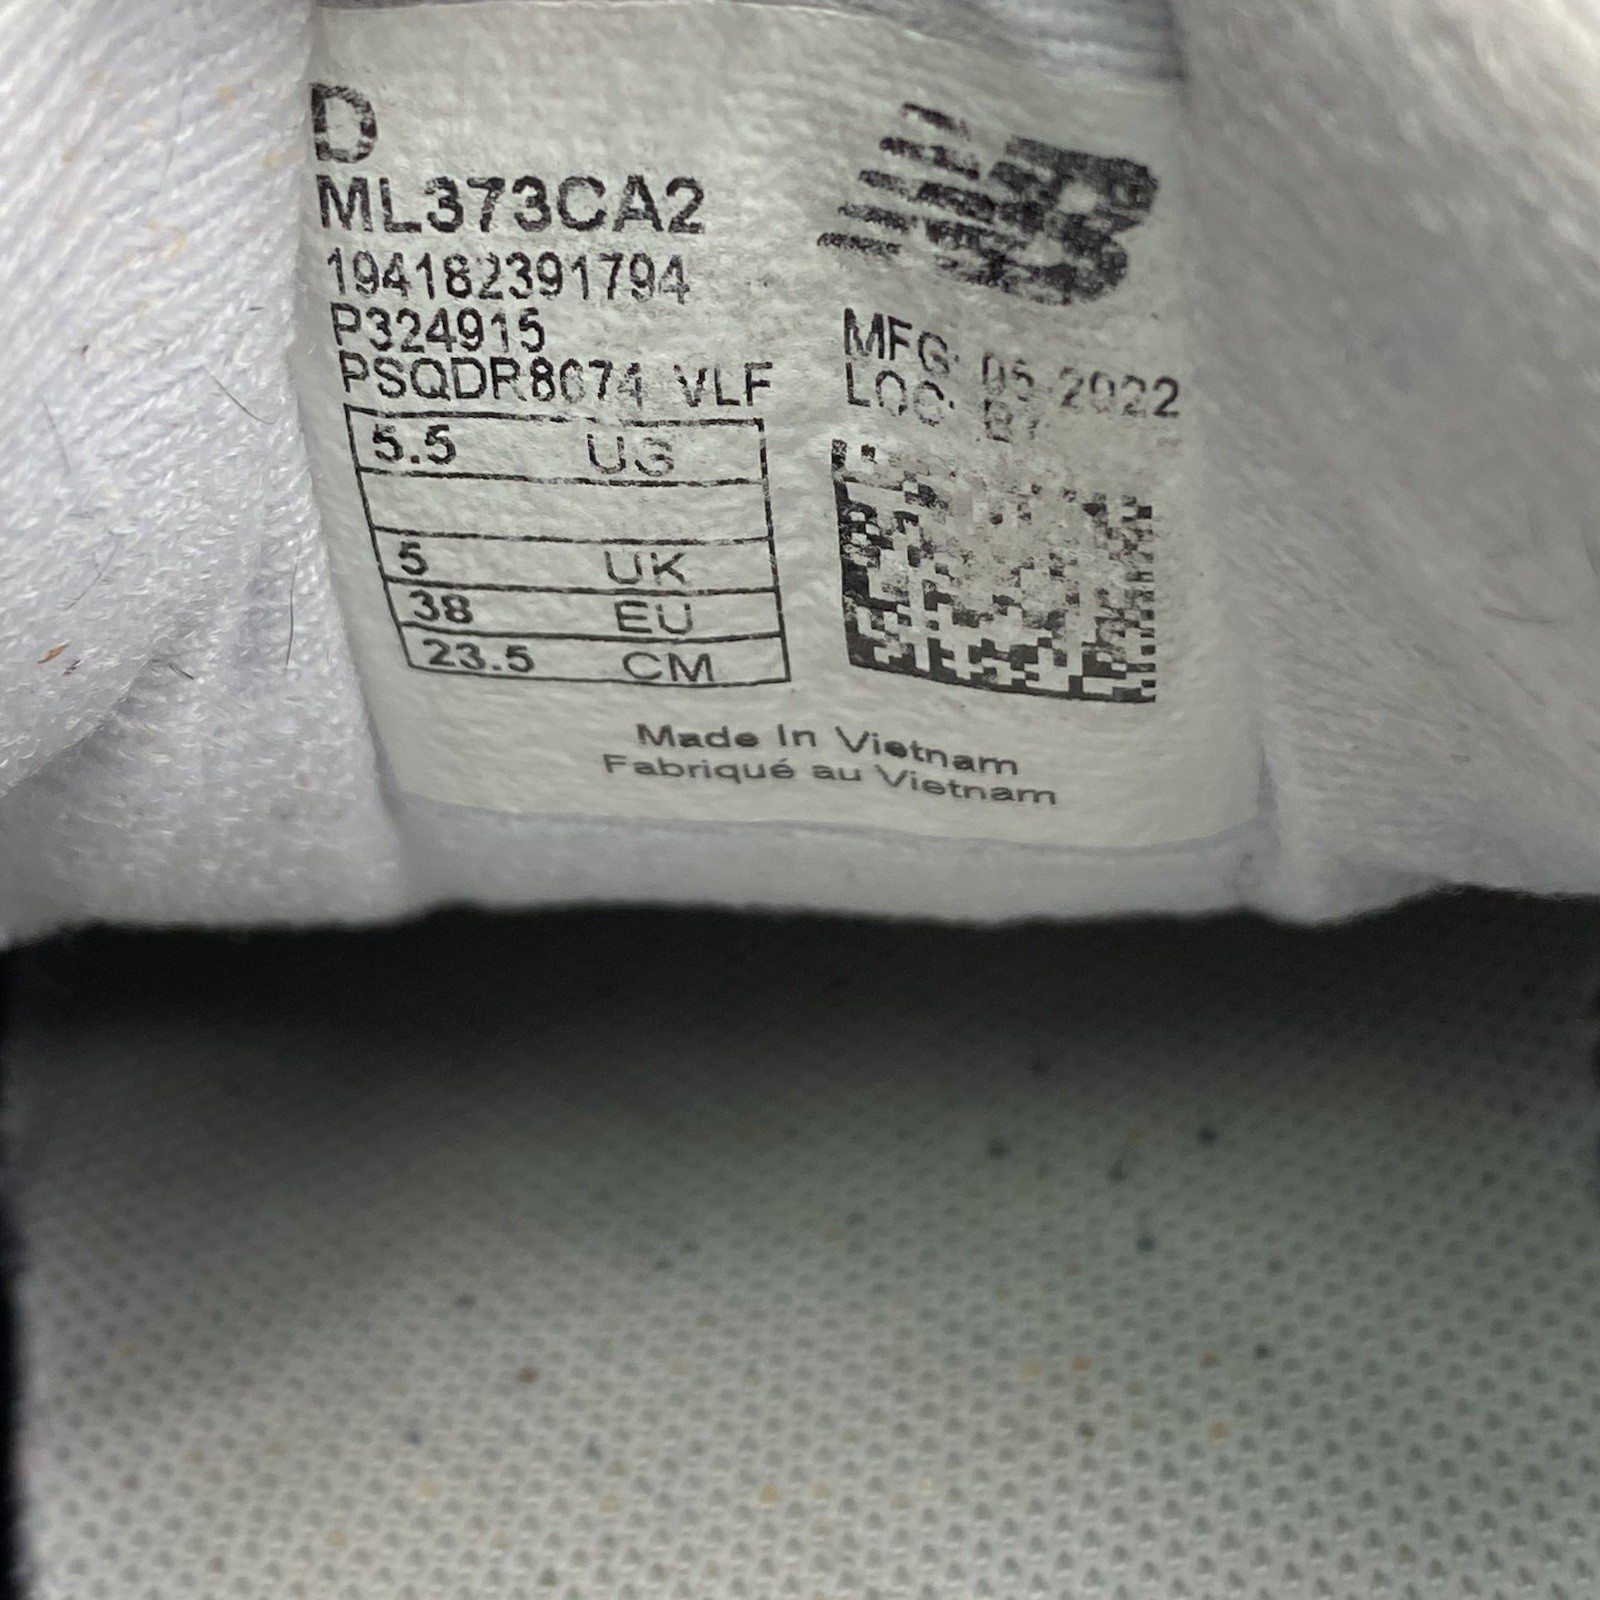 D
ML373CA2
194182391794
P324915
VLF
5.5 US
5 UK
38 EU
23.5 CM
MFG: 05 2022
LOC:
Made In Vietnam
Fabriqué au Vietnam